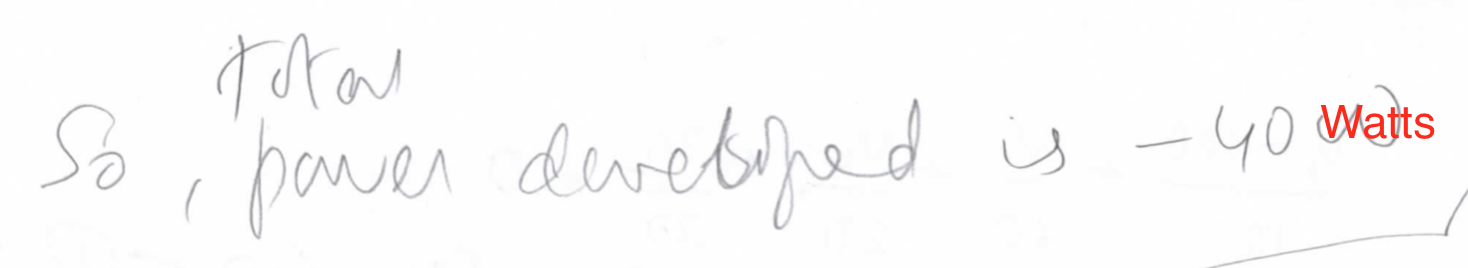 total
So, power developed is -40 Watts